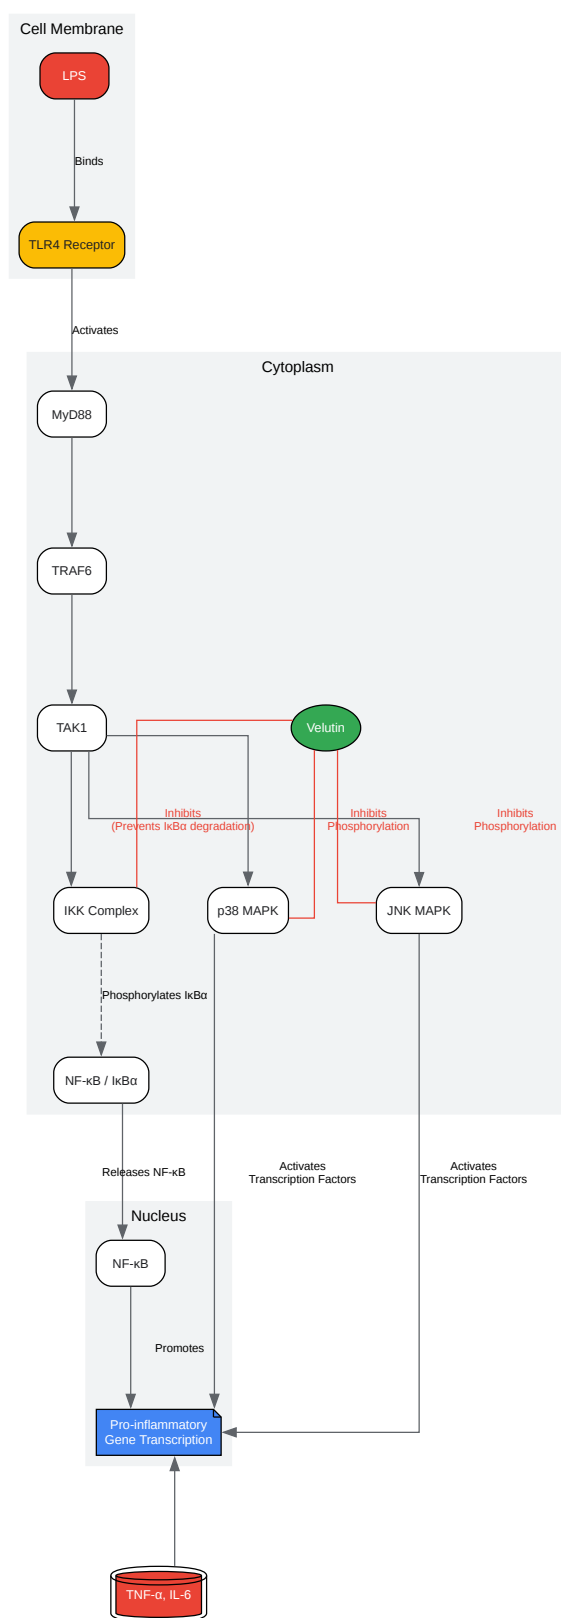 Cell Membrane
LPS
Binds
TLR4 Receptor
Activates
Cytoplasm
MyD88
TRAF6
TAK1
Velutin
Inhibits
(Prevents IκBα degradation)
Inhibits
Phosphorylation
Inhibits
Phosphorylation
IKK Complex
p38 MAPK
JNK MAPK
Phosphorylates IκBα
NF-κB / IκBα
Releases NF-κB
Activates
Transcription Factors
Activates
Transcription Factors
Nucleus
NF-κB
Promotes
Pro-inflammatory
Gene Transcription
TNF-α, IL-6